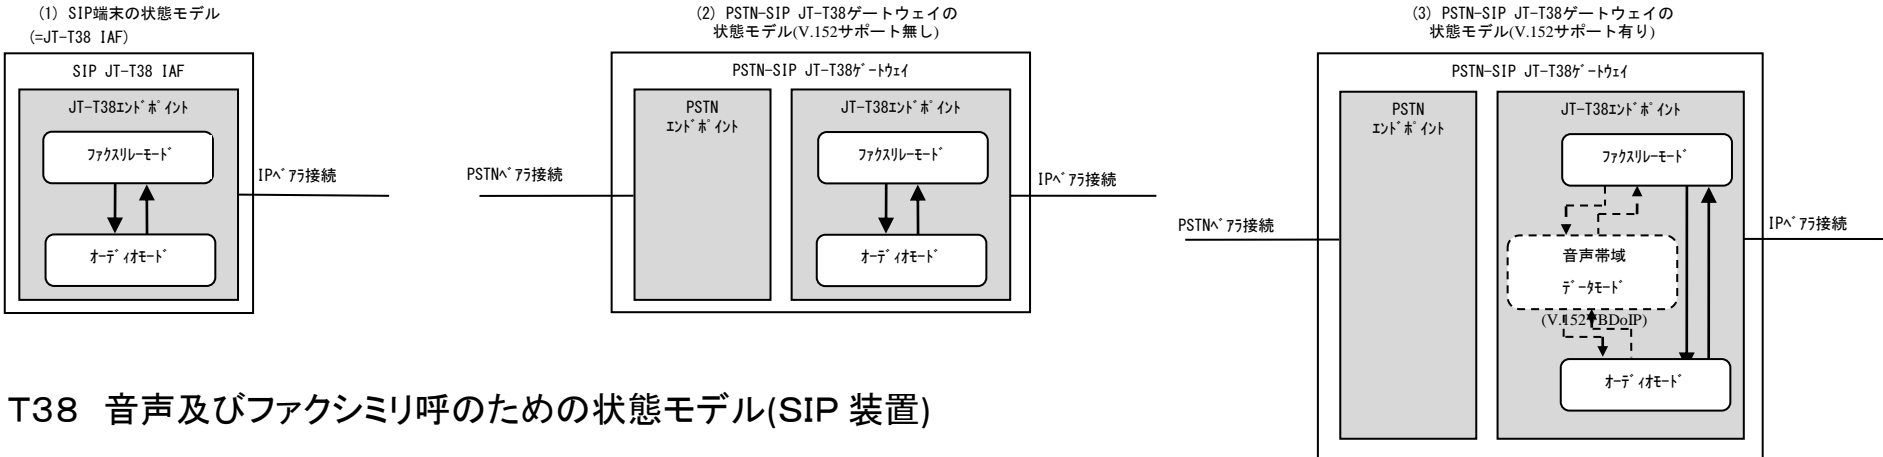 (1) SIP端末の状態モデル
(=JT-T38 IAF)
SIP JT-T38 IAF
JT-T38ｴﾝﾄﾞﾎﾟｲﾝﾄ
ﾌｧｸｽﾘﾚｰﾓｰﾄﾞ
ｵｰﾃﾞｨｵﾓｰﾄﾞ
IPﾍﾞｱﾗ接続
(2) PSTN-SIP JT-T38ゲートウェイの
状態モデル(V.152サポート無し)
PSTN-SIP JT-T38ｹﾞｰﾄｳｪｲ
PSTN
ｴﾝﾄﾞﾎﾟｲﾝﾄ
JT-T38ｴﾝﾄﾞﾎﾟｲﾝﾄ
ﾌｧｸｽﾘﾚｰﾓｰﾄﾞ
ｵｰﾃﾞｨｵﾓｰﾄﾞ
PSTNﾍﾞｱﾗ接続
IPﾍﾞｱﾗ接続
(3) PSTN-SIP JT-T38ゲートウェイの
状態モデル(V.152サポート有り)
PSTN-SIP JT-T38ｹﾞｰﾄｳｪｲ
PSTN
ｴﾝﾄﾞﾎﾟｲﾝﾄ
JT-T38ｴﾝﾄﾞﾎﾟｲﾝﾄ
ﾌｧｸｽﾘﾚｰﾓｰﾄﾞ
音声帯域
ﾃﾞｰﾀﾓｰﾄﾞ
(V.152 VBDoIP)
ｵｰﾃﾞｨｵﾓｰﾄﾞ
PSTNﾍﾞｱﾗ接続
IPﾍﾞｱﾗ接続
T38　音声及びファクシミリ呼のための状態モデル(SIP 装置)